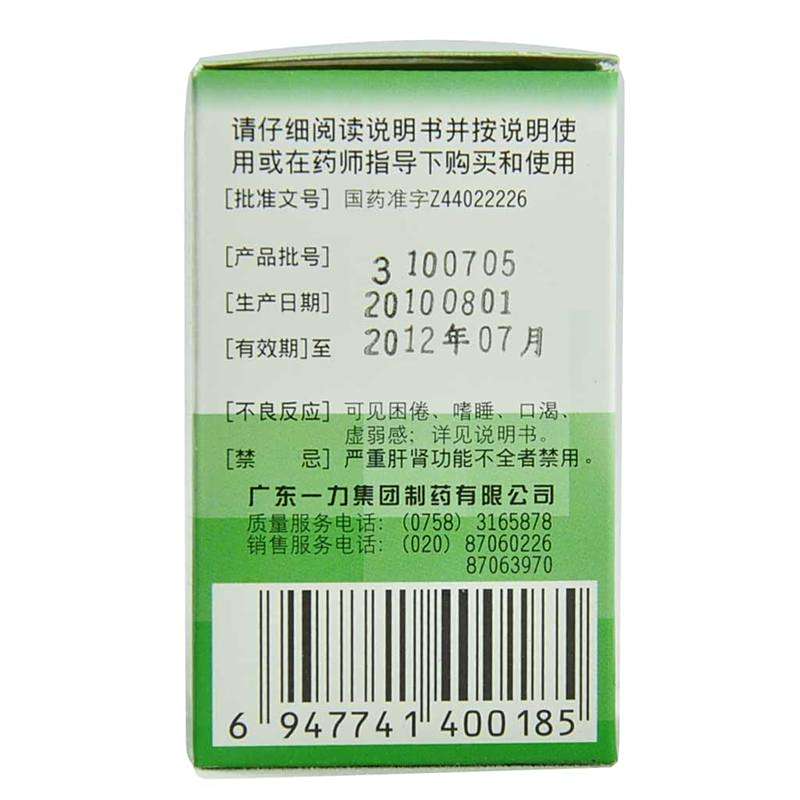 请仔细阅读说明书并按说明使
用或在药师指导下购买和使用
[批准文号] 国药准字Z44022226
[产品批号] 3 100705
[生产日期] 20100801
[有效期]至 2012年07月
[不良反应] 可见困倦、嗜睡、口渴、
虚弱感；详见说明书。
[禁 忌] 严重肝肾功能不全者禁用。
广东一力集团制药有限公司
质量服务电话：(0758) 3165878
销售服务电话：(020) 87060226
87063970
6 947741 400185